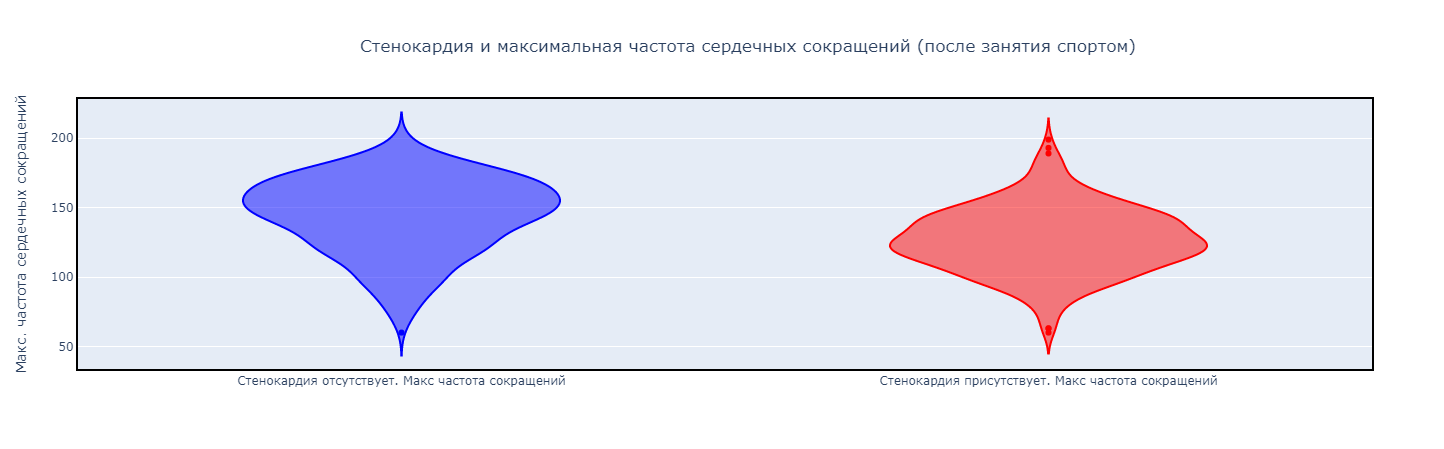 Стенокардия и максимальная частота сердечных сокращений (после занятия спортом)
Макс. частота сердечных сокращений
200
150
100
50
Стенокардия отсутствует. Макс частота сокращений
Стенокардия присутствует. Макс частота сокращений